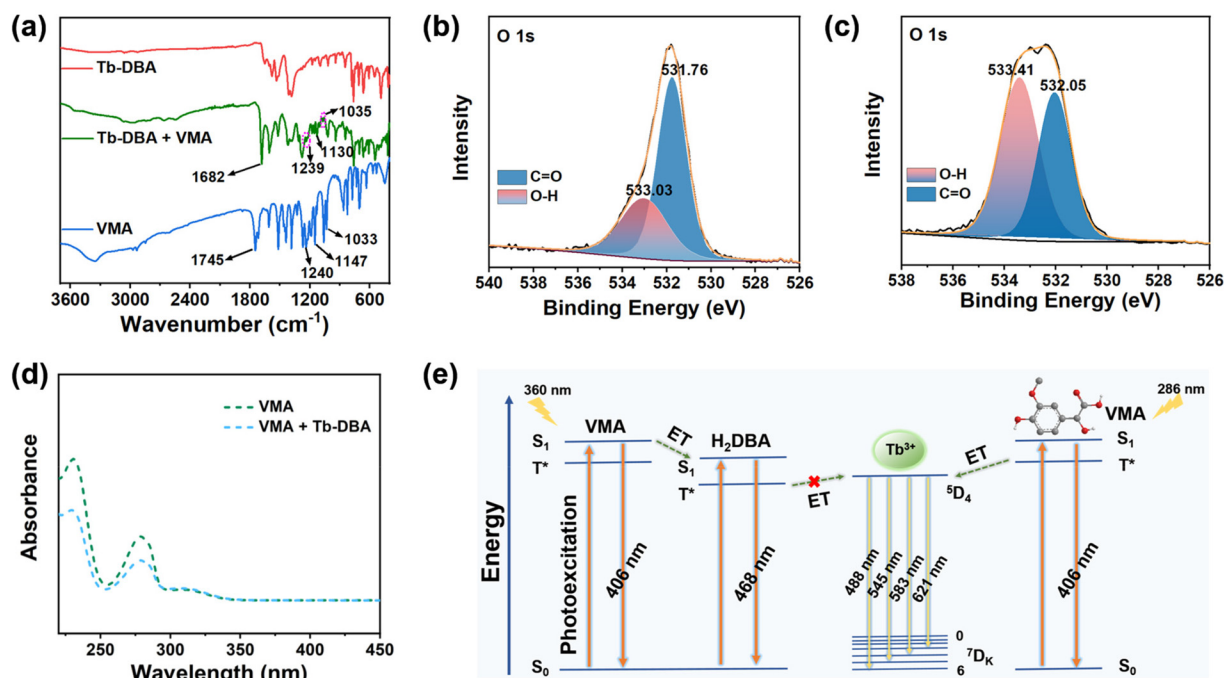 (a)
Tb-DBA
1035
Tb-DBA + VMA
1130
1239
1682
VMA
1033
1745
1147
1240
3700 3000 1800 1200 600
Wavenumber (cm⁻¹)
(b)
O 1s
531.76
Intensity
C=O
O-H
533.03
540 538 536 534 532 530 528 526
Binding Energy (eV)
(c)
O 1s
533.41
532.05
Intensity
O-H
C=O
538 536 534 532 530 528 526
Binding Energy (eV)
(d)
VMA
VMA + Tb-DBA
Absorbance
250 300 350 400 450
Wavelength (nm)
(e)
Energy
360 nm
VMA
S₁
T*
ET
H₂DBA
S₁
T*
ET
Tb³⁺
⁵D₄
ET
286 nm
VMA
S₁
T*
Photoexcitation
406 nm
468 nm
488 nm
545 nm
583 nm
621 nm
406 nm
0
⁷D_K
6
S₀
S₀